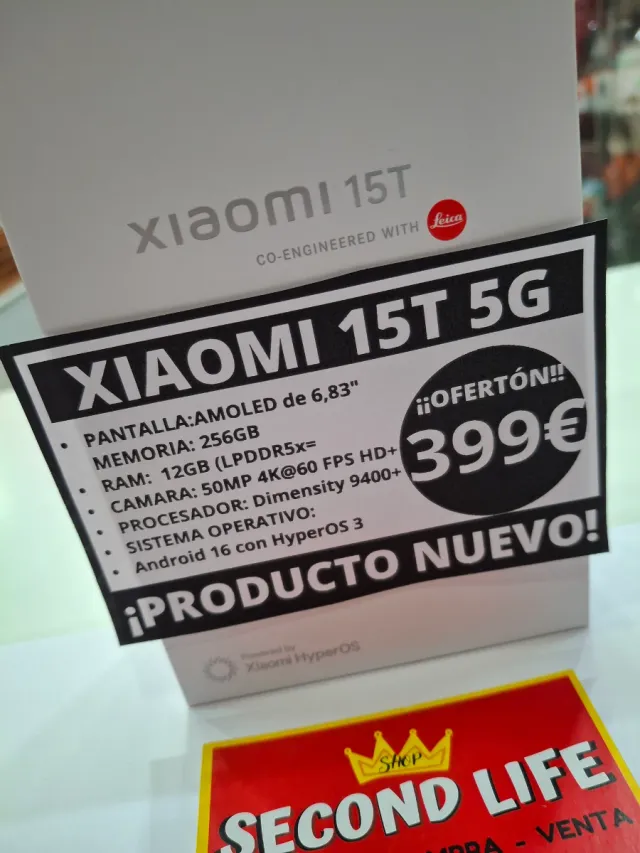 XIAOMI 15T
CO-ENGINEERED WITH Leica
XIAOMI 15T 5G
• PANTALLA:AMOLED de 6,83"
MEMORIA: 256GB
• RAM: 12GB (LPDDR5x=
• CAMARA: 50MP 4K@60 FPS HD+
• PROCESADOR: Dimensity 9400+
• SISTEMA OPERATIVO:
• Android 16 con HyperOS 3
¡¡OFERTÓN!!
399€
¡PRODUCTO NUEVO!
Powered by
Xiaomi HyperOS
SHOP
SECOND LIFE
MPRA - VENTA